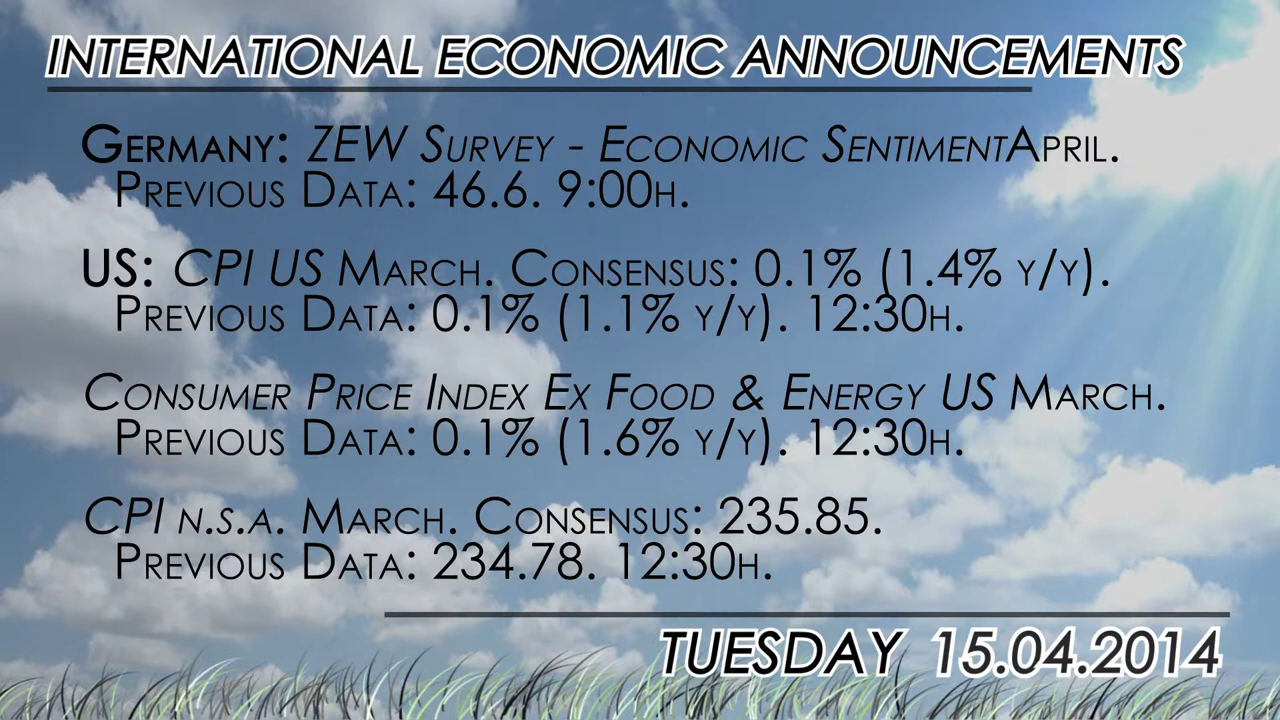 INTERNATIONAL ECONOMIC ANNOUNCEMENTS
GERMANY: ZEW SURVEY - ECONOMIC SENTIMENTAPRIL.
PREVIOUS DATA: 46.6. 9:00H.
US: CPI US MARCH. CONSENSUS: 0.1% (1.4% Y/Y).
PREVIOUS DATA: 0.1% (1.1% Y/Y). 12:30H.
CONSUMER PRICE INDEX EX FOOD & ENERGY US MARCH.
PREVIOUS DATA: 0.1% (1.6% Y/Y). 12:30H.
CPI N.S.A. MARCH. CONSENSUS: 235.85.
PREVIOUS DATA: 234.78. 12:30H.
TUESDAY 15.04.2014